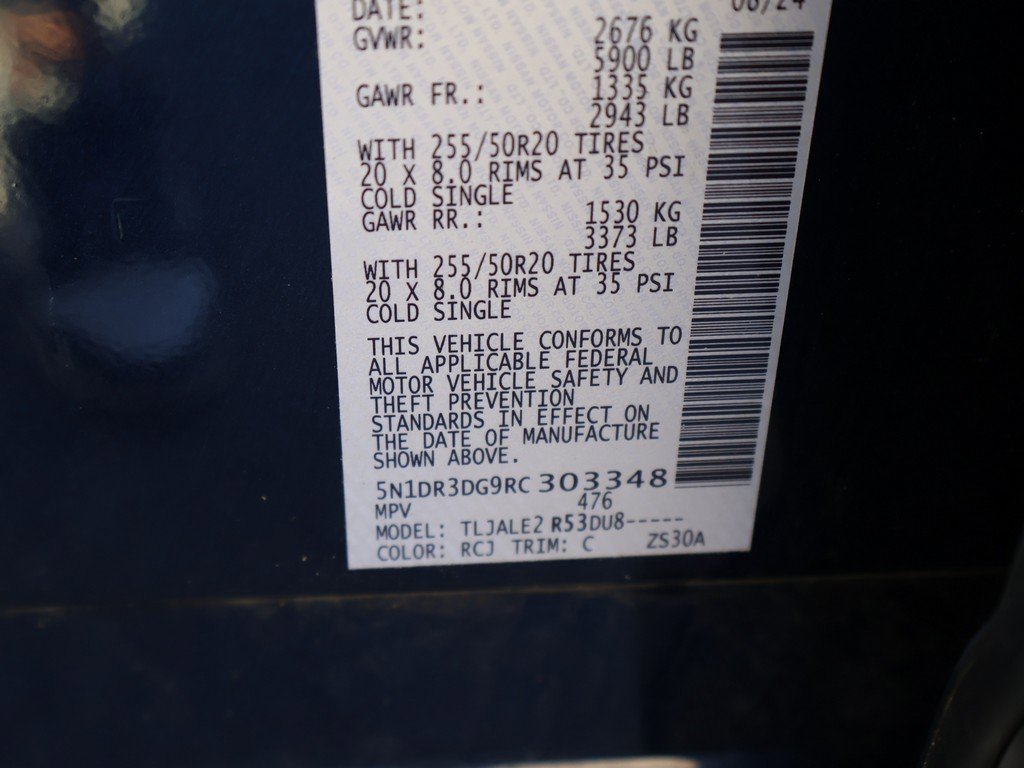 DATE: 06/24
GVWR: 2676 KG
5900 LB
GAWR FR.: 1335 KG
2943 LB
WITH 255/50R20 TIRES
20 X 8.0 RIMS AT 35 PSI
COLD SINGLE
GAWR RR.: 1530 KG
3373 LB
WITH 255/50R20 TIRES
20 X 8.0 RIMS AT 35 PSI
COLD SINGLE
THIS VEHICLE CONFORMS TO
ALL APPLICABLE FEDERAL
MOTOR VEHICLE SAFETY AND
THEFT PREVENTION
STANDARDS IN EFFECT ON
THE DATE OF MANUFACTURE
SHOWN ABOVE.
5N1DR3DG9RC 303348
MPV 476
MODEL: TLJALE2 R53DU8-----
COLOR: RCJ TRIM: C ZS30A